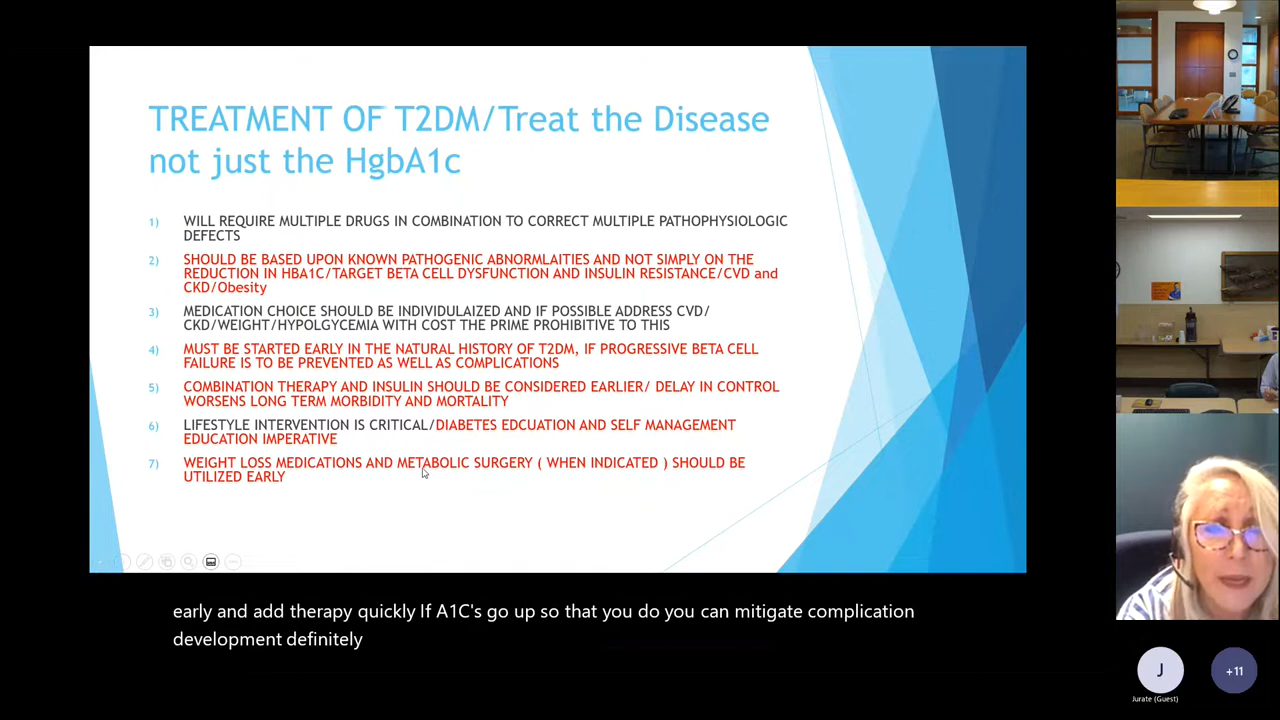 TREATMENT OF T2DM/Treat the Disease
not just the HgbA1c
1) WILL REQUIRE MULTIPLE DRUGS IN COMBINATION TO CORRECT MULTIPLE PATHOPHYSIOLOGIC
DEFECTS
2) SHOULD BE BASED UPON KNOWN PATHOGENIC ABNORMLAITIES AND NOT SIMPLY ON THE
REDUCTION IN HBA1C/TARGET BETA CELL DYSFUNCTION AND INSULIN RESISTANCE/CVD and
CKD/Obesity
3) MEDICATION CHOICE SHOULD BE INDIVIDULAIZED AND IF POSSIBLE ADDRESS CVD/
CKD/WEIGHT/HYPOLGYCEMIA WITH COST THE PRIME PROHIBITIVE TO THIS
4) MUST BE STARTED EARLY IN THE NATURAL HISTORY OF T2DM, IF PROGRESSIVE BETA CELL
FAILURE IS TO BE PREVENTED AS WELL AS COMPLICATIONS
5) COMBINATION THERAPY AND INSULIN SHOULD BE CONSIDERED EARLIER/ DELAY IN CONTROL
WORSENS LONG TERM MORBIDITY AND MORTALITY
6) LIFESTYLE INTERVENTION IS CRITICAL/DIABETES EDCUATION AND SELF MANAGEMENT
EDUCATION IMPERATIVE
7) WEIGHT LOSS MEDICATIONS AND METABOLIC SURGERY ( WHEN INDICATED ) SHOULD BE
UTILIZED EARLY
early and add therapy quickly If A1C's go up so that you do you can mitigate complication
development definitely
J
+11
Jurate (Guest)